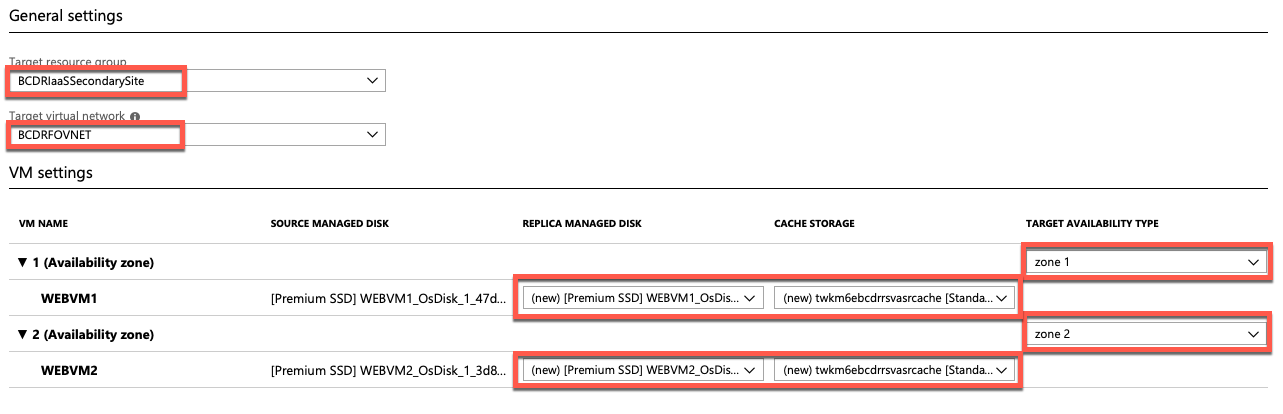 General settings
Target resource group
BCDRIaaSSecondarySite
Target virtual network
BCDRFOVNET
VM settings
VM NAME SOURCE MANAGED DISK REPLICA MANAGED DISK CACHE STORAGE TARGET AVAILABILITY TYPE
1 (Availability zone) zone 1
WEBVM1 [Premium SSD] WEBVM1_OsDisk_1_47d... (new) [Premium SSD] WEBVM1_OsDis... (new) twkm6ebcdrrsvasrcache [Standa...
2 (Availability zone) zone 2
WEBVM2 [Premium SSD] WEBVM2_OsDisk_1_3d8... (new) [Premium SSD] WEBVM2_OsDis... (new) twkm6ebcdrrsvasrcache [Standa...